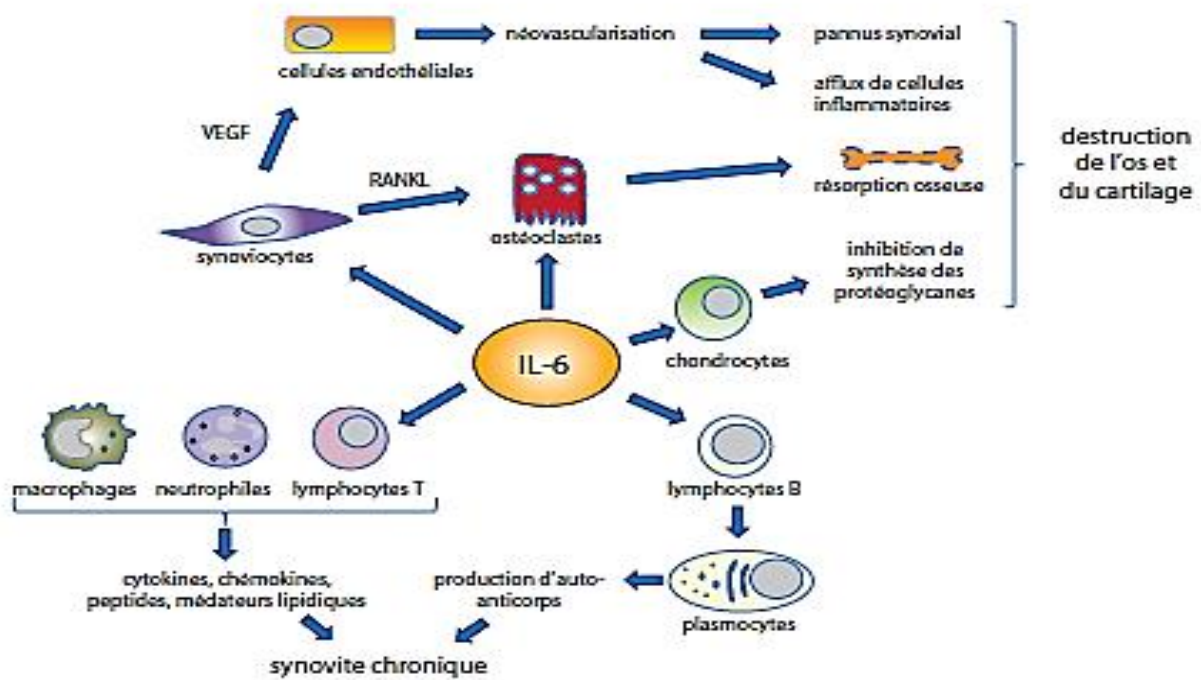 néovascularisation
pannus synovial
cellules endothéliales
afflux de cellules
inflammatoires
VEGF
destruction
de l'os et
du cartilage
RANKL
résorption osseuse
synoviocytes
ostéoclastes
inhibition de
synthèse des
protéoglycanes
IL-6
chondrocytes
macrophages
neutrophiles
lymphocytes T
lymphocytes B
cytokines, chémokines,
peptides, médateurs lipidiques
production d'auto-
anticorps
plasmocytes
synovite chronique